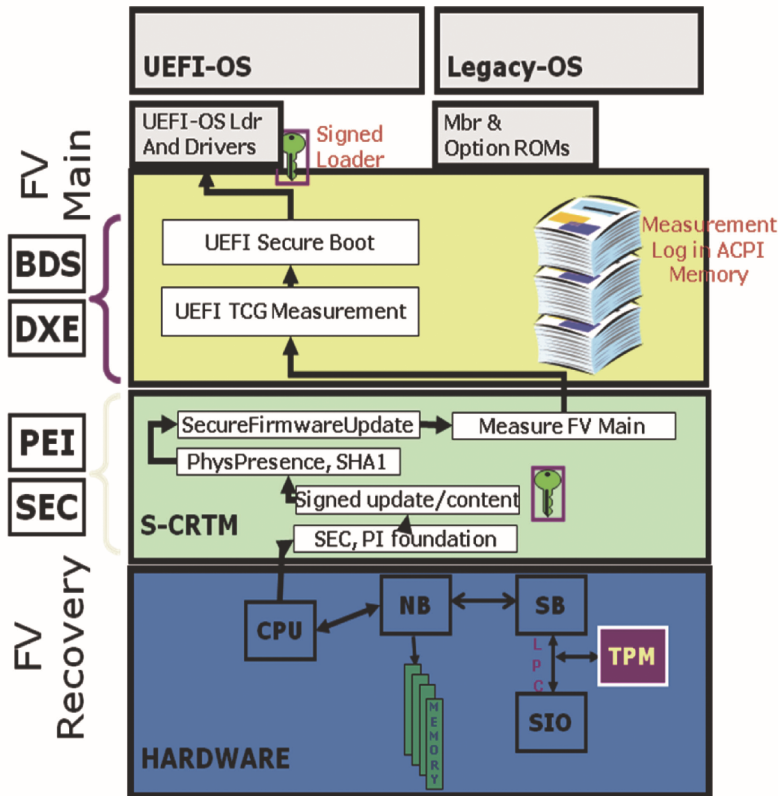 UEFI-OS
Legacy-OS
UEFI-OS Ldr
And Drivers
Signed
Loader
Mbr &
Option ROMs
FV
Main
BDS
DXE
UEFI Secure Boot
UEFI TCG Measurement
Measurement
Log in ACPI
Memory
PEI
SEC
SecureFirmwareUpdate
Measure FV Main
PhysPresence, SHA1
Signed update/content
S-CRTM
SEC, PI foundation
FV
Recovery
CPU
NB
SB
LPC
TPM
SIO
MEMORY
HARDWARE